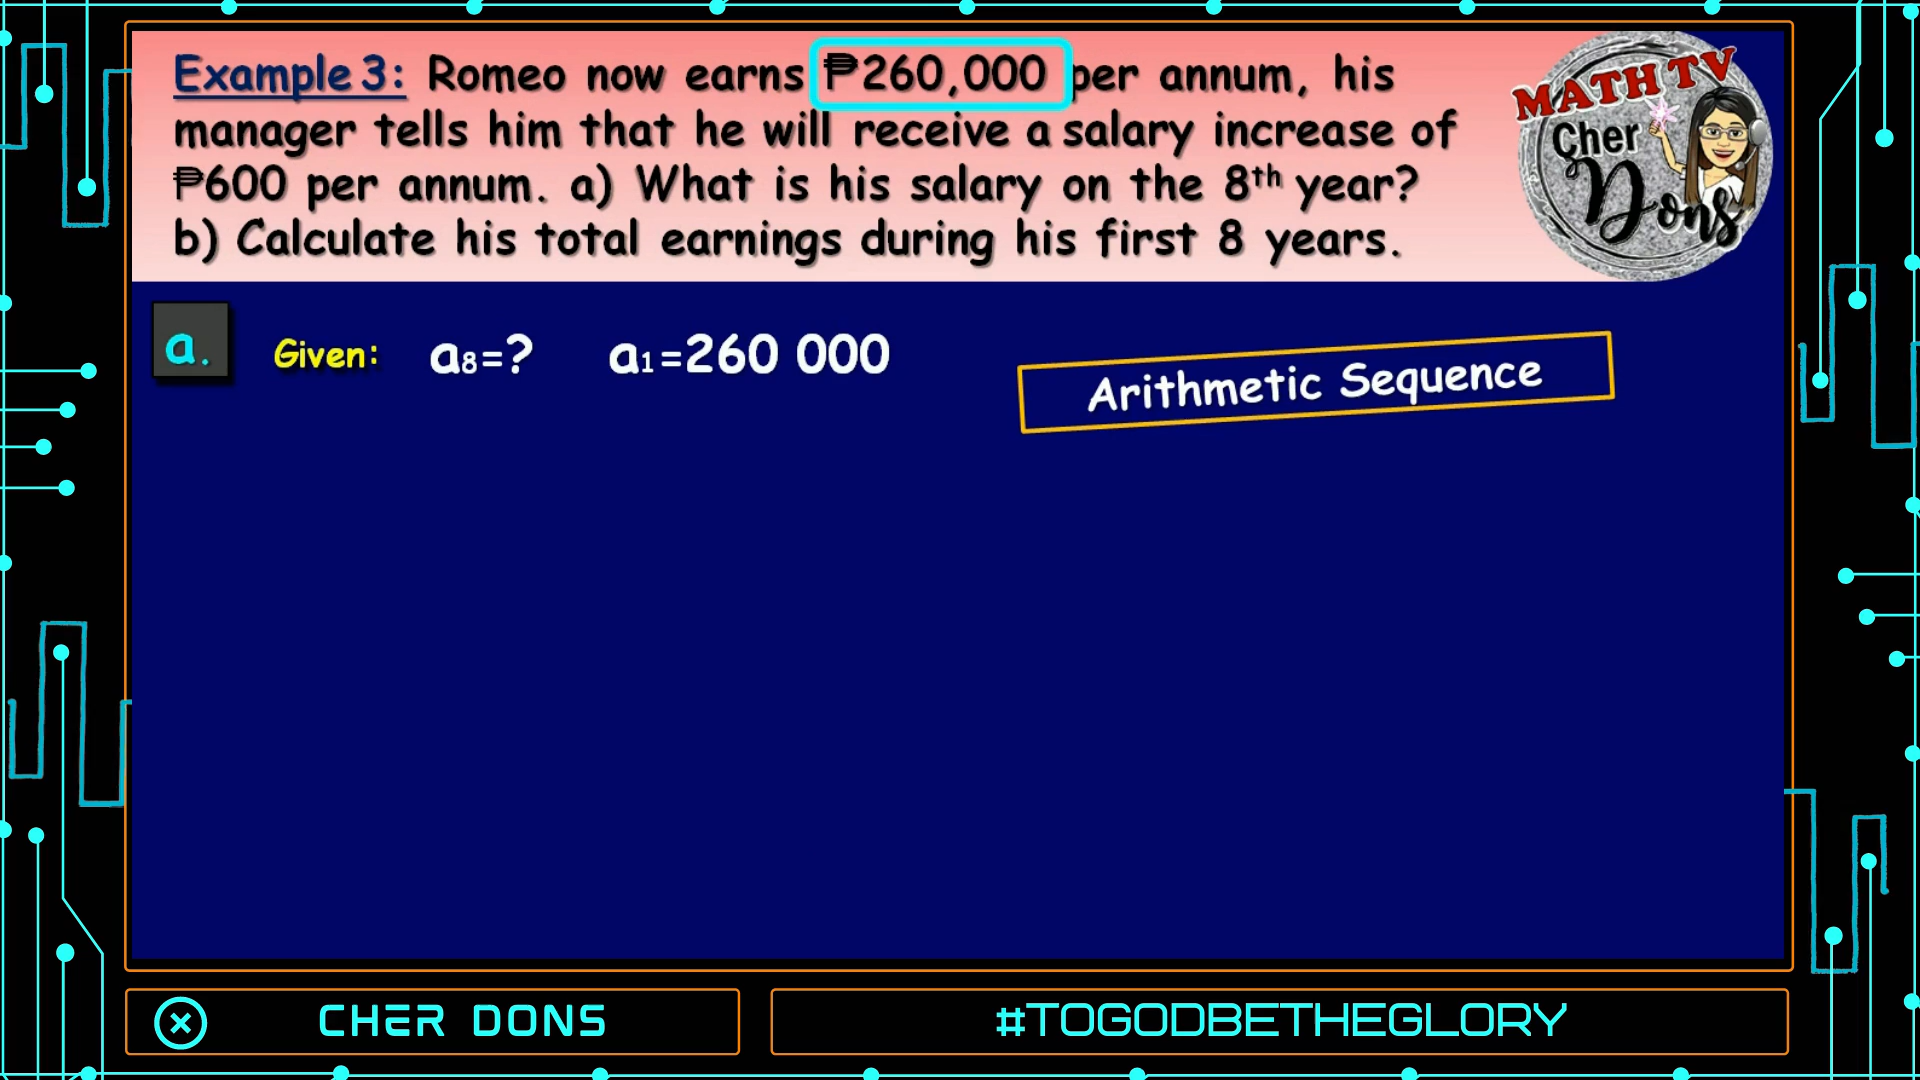 Example 3: Romeo now earns ₱260,000 per annum, his
manager tells him that he will receive a salary increase of
₱600 per annum. a) What is his salary on the 8th year?
b) Calculate his total earnings during his first 8 years.
MATH TV
Cher
Dons
a. Given: a₈=? a₁=260 000
Arithmetic Sequence
CHER DONS
#TOGODBETHEGLORY